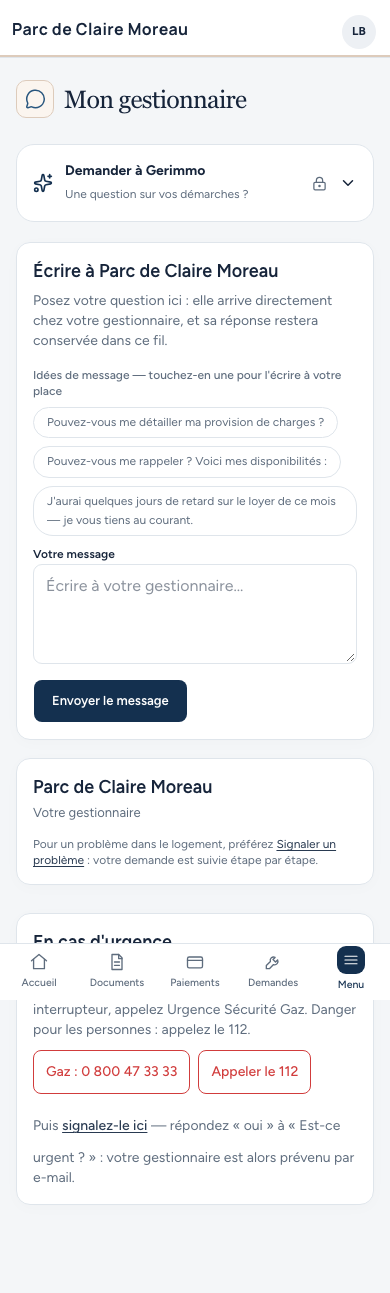 Parc de Claire Moreau
LB
Mon gestionnaire
Demander à Gerimmo
Une question sur vos démarches ?
Écrire à Parc de Claire Moreau
Posez votre question ici : elle arrive directement
chez votre gestionnaire, et sa réponse restera
conservée dans ce fil.
Idées de message — touchez-en une pour l'écrire à votre
place
Pouvez-vous me détailler ma provision de charges ?
Pouvez-vous me rappeler ? Voici mes disponibilités :
J'aurai quelques jours de retard sur le loyer de ce mois
— je vous tiens au courant.
Votre message
Écrire à votre gestionnaire…
Envoyer le message
Parc de Claire Moreau
Votre gestionnaire
Pour un problème dans le logement, préférez Signaler un
problème : votre demande est suivie étape par étape.
En cas d'urgence
Accueil
Documents
Paiements
Demandes
Menu
interrupteur, appelez Urgence Sécurité Gaz. Danger
pour les personnes : appelez le 112.
Gaz : 0 800 47 33 33
Appeler le 112
Puis signalez-le ici — répondez « oui » à « Est-ce
urgent ? » : votre gestionnaire est alors prévenu par
e-mail.